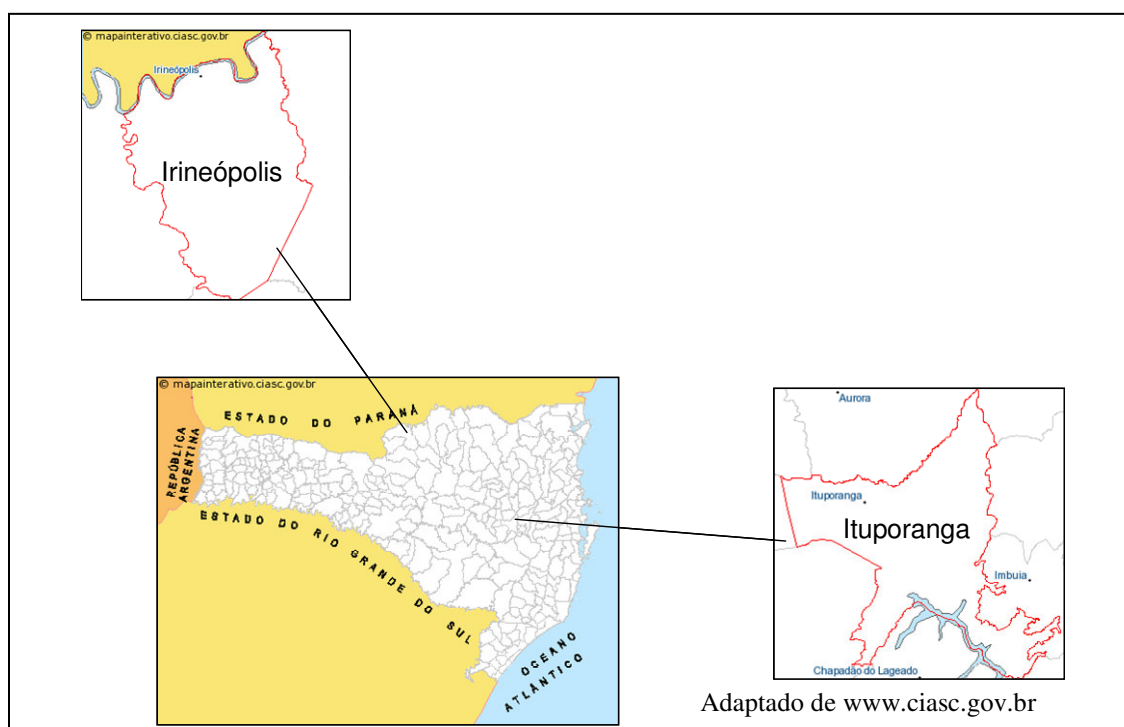 © mapainterativo.ciasc.gov.br
Irineópolis
Irineópolis
© mapainterativo.ciasc.gov.br
ESTADO DO PARANÁ
REPÚBLICA
ARGENTINA
ESTADO DO RIO GRANDE DO SUL
OCEANO
ATLÂNTICO
Aurora
Ituporanga
Ituporanga
Imbuia
Chapadão do Lageado
Adaptado de www.ciasc.gov.br